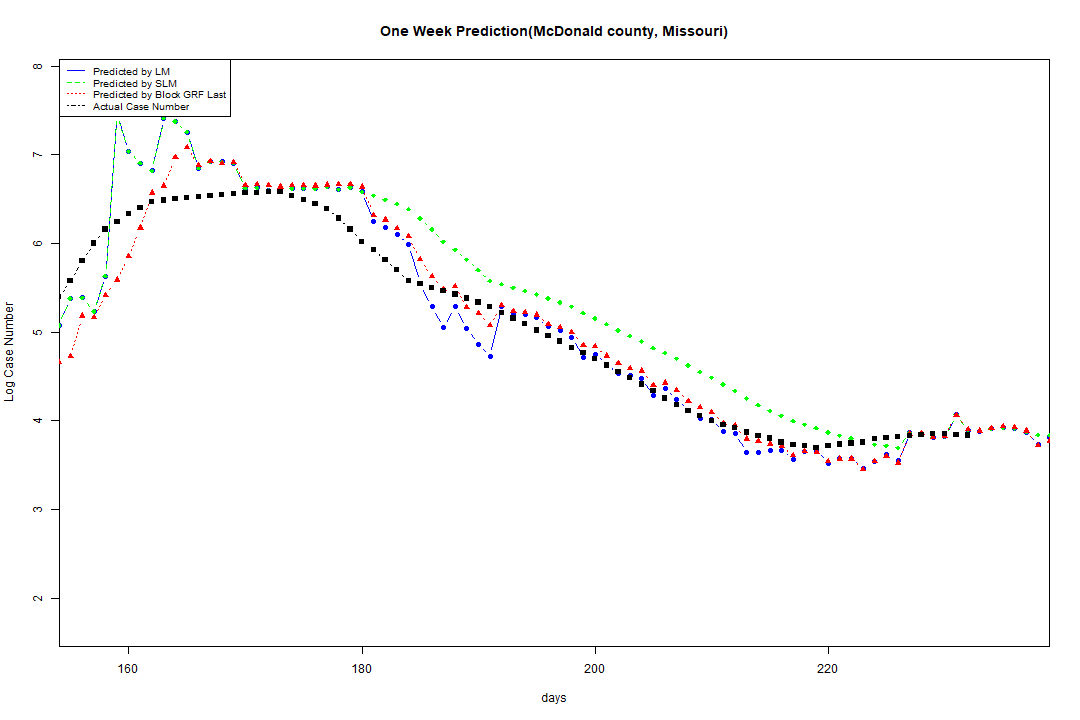 One Week Prediction(McDonald county, Missouri)
8
Predicted by LM
Predicted by SLM
Predicted by Block GRF Last
Actual Case Number
7
6
5
4
3
2
Log Case Number
160
180
200
220
days